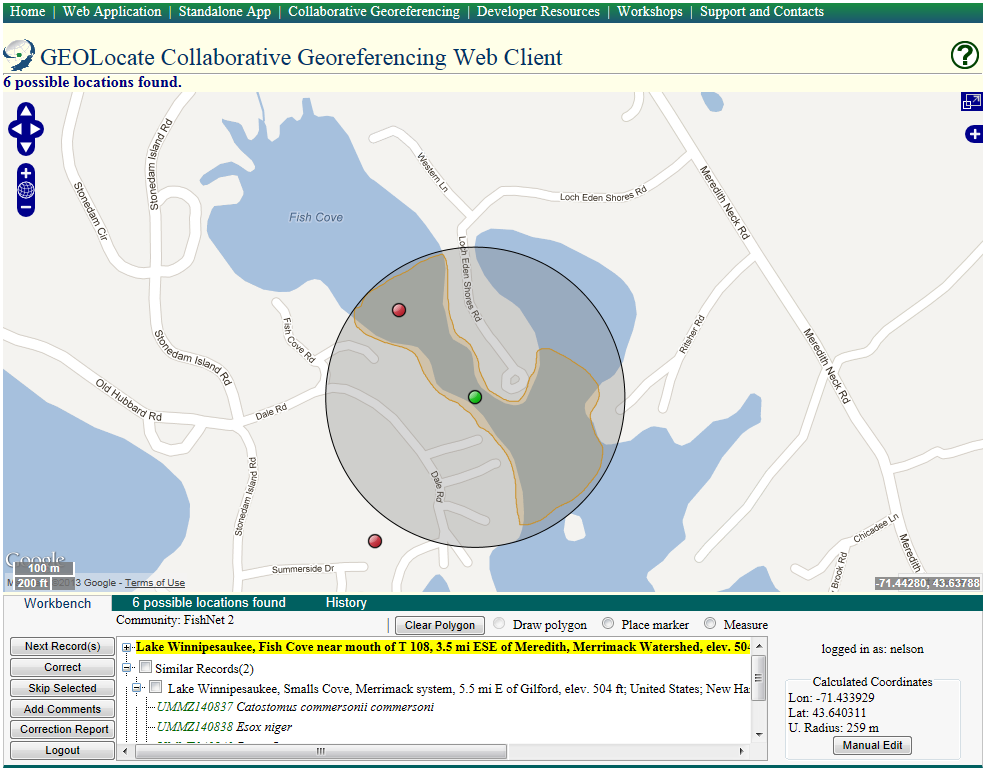 Home | Web Application | Standalone App | Collaborative Georeferencing | Developer Resources | Workshops | Support and Contacts
GEOLocate Collaborative Georeferencing Web Client
?
6 possible locations found.
Stonedam Island Rd
Western Ln
Meredith Neck Rd
Stonedam Cir
Loch Eden Shores Rd
Fish Cove
Loch Eden Shores Rd
Fish Cove Rd
Ritsher Rd
Stonedam Island Rd
Meredith Neck Rd
Old Hubbard Rd
Dale Rd
Dale Rd
Stonedam Island Rd
Chicadee Ln
Meredith
Brook Rd
Summerside Dr
Google
100 m
200 ft
Google - Terms of Use
-71.44280, 43.63788
Workbench
6 possible locations found
History
Community: FishNet 2
Clear Polygon
Draw polygon
Place marker
Measure
Next Record(s)
Correct
Skip Selected
Add Comments
Correction Report
Logout
Lake Winnipesaukee, Fish Cove near mouth of T 108, 3.5 mi ESE of Meredith, Merrimack Watershed, elev. 504
Similar Records(2)
Lake Winnipesaukee, Smalls Cove, Merrimack system, 5.5 mi E of Gilford, elev. 504 ft; United States; New Ha
UMMZ140837 Catostomus commersonii commersoni
UMMZ140838 Esox niger
logged in as: nelson
Calculated Coordinates
Lon: -71.433929
Lat: 43.640311
U. Radius: 259 m
Manual Edit